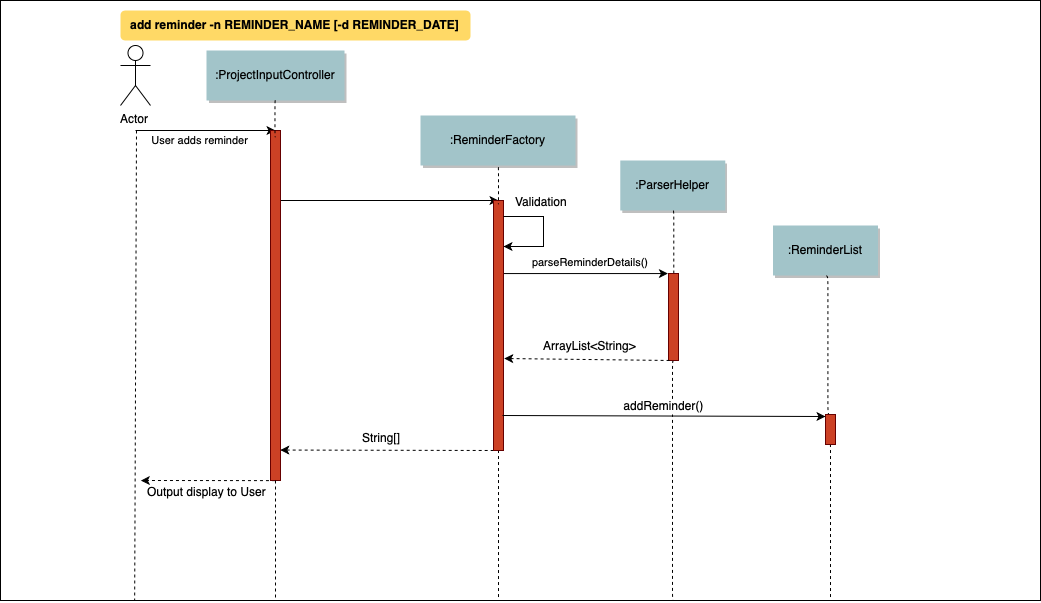 add reminder -n REMINDER_NAME [-d REMINDER_DATE]
:ProjectInputController
Actor
User adds reminder
:ReminderFactory
:ParserHelper
Validation
:ReminderList
parseReminderDetails()
ArrayList<String>
addReminder()
String[]
Output display to User